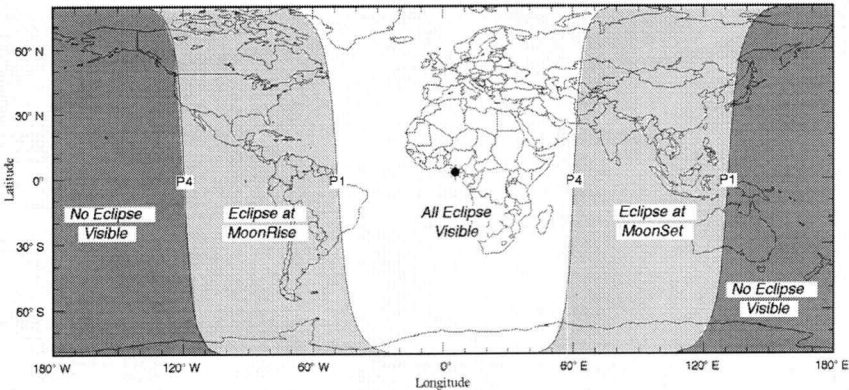 60° N
30° N
0°
30° S
60° S
Latitude
P4
P1
P4
P1
No Eclipse
Visible
Eclipse at
MoonRise
All Eclipse
Visible
Eclipse at
MoonSet
No Eclipse
Visible
180° W
120° W
60° W
0°
60° E
120° E
180° E
Longitude